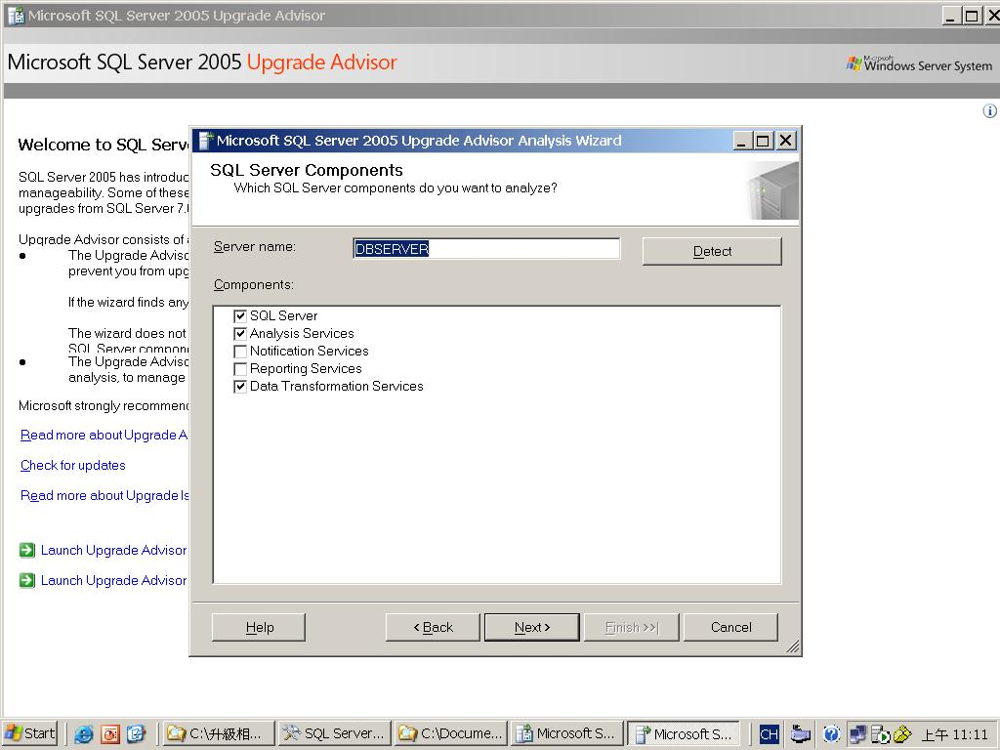 Microsoft SQL Server 2005 Upgrade Advisor
Microsoft SQL Server 2005 Upgrade Advisor
Microsoft
Windows Server System
Welcome to SQL Serv
SQL Server 2005 has introduc
manageability. Some of these
upgrades from SQL Server 7.
Upgrade Advisor consists of
The Upgrade Adviso
prevent you from upg
If the wizard finds any
The wizard does not
SQL Server compon
The Upgrade Adviso
analysis, to manage
Microsoft strongly recommend
Read more about Upgrade A
Check for updates
Read more about Upgrade Is
Launch Upgrade Advisor
Launch Upgrade Advisor
Microsoft SQL Server 2005 Upgrade Advisor Analysis Wizard
SQL Server Components
Which SQL Server components do you want to analyze?
Server name: DBSERVER Detect
Components:
SQL Server
Analysis Services
Notification Services
Reporting Services
Data Transformation Services
Help < Back Next > Finish >>| Cancel
Start C:\升級相... SQL Server... C:\Docume... Microsoft S... Microsoft S... CH 上午 11:11